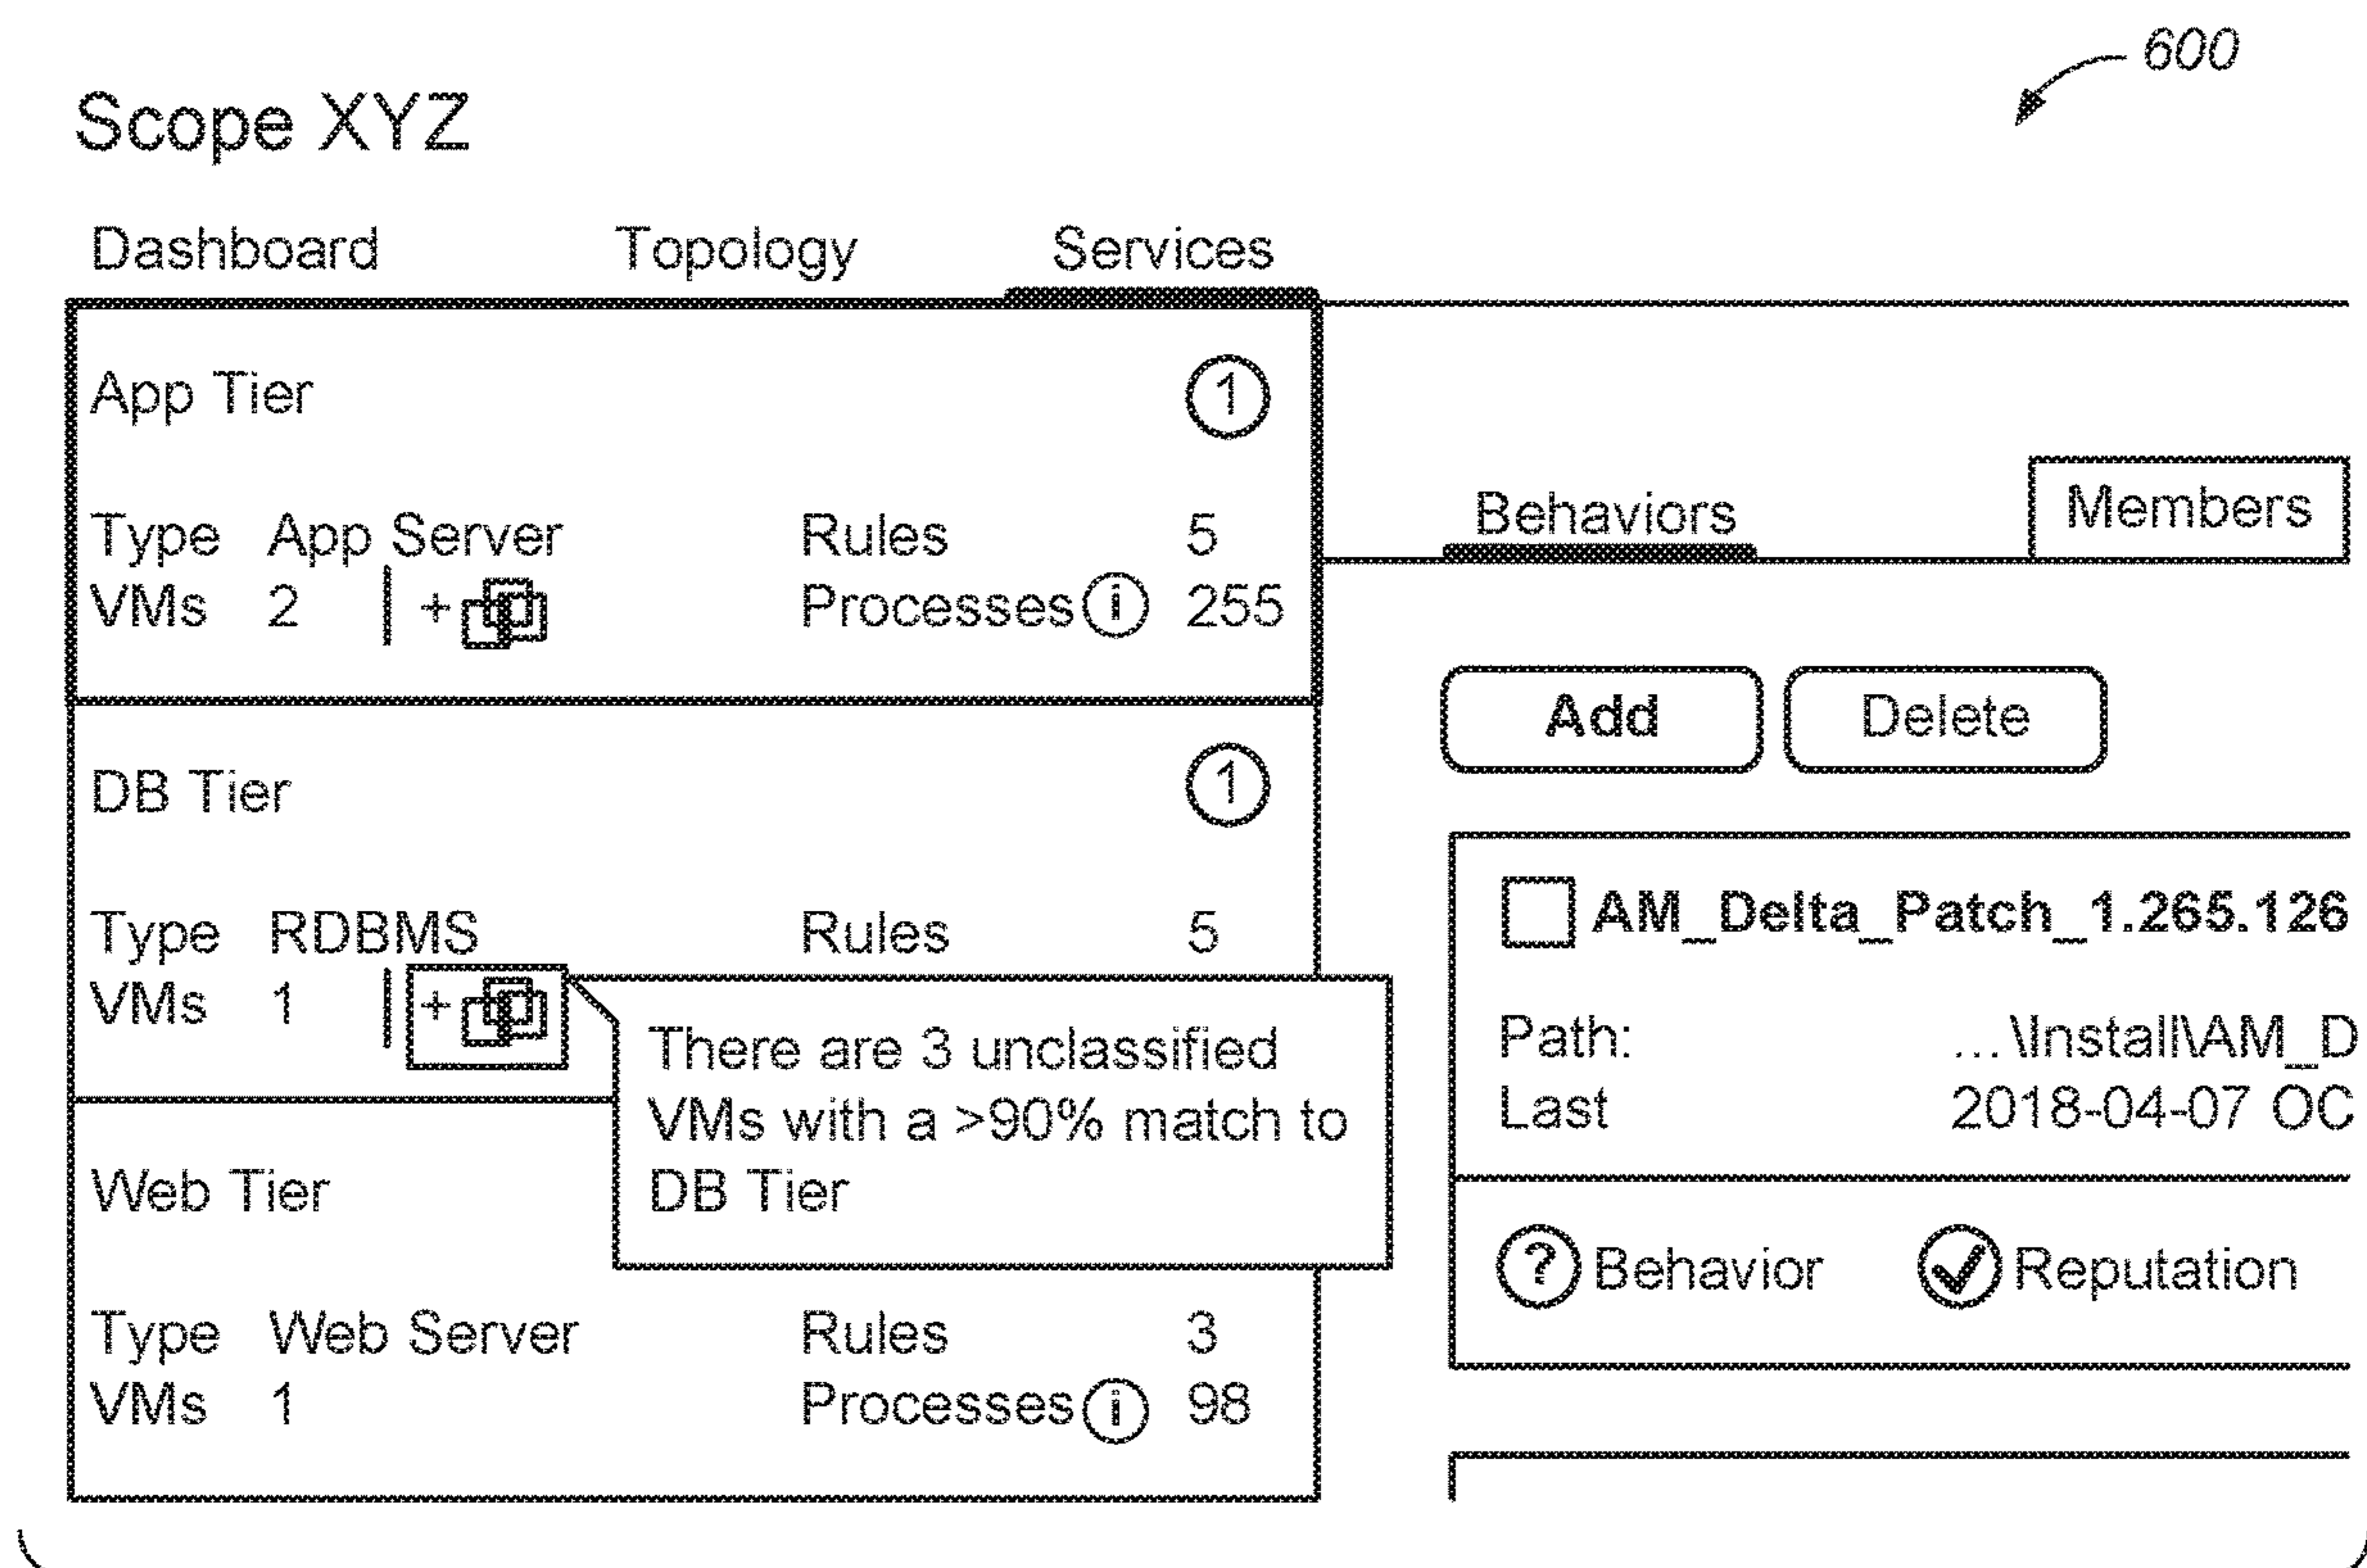 600
Scope XYZ
Dashboard Topology Services
App Tier 1
Type App Server Rules 5
VMs 2 | + Processes i 255
DB Tier 1
Type RDBMS Rules 5
VMs 1 | +
There are 3 unclassified
VMs with a >90% match to
DB Tier
Web Tier
Type Web Server Rules 3
VMs 1 Processes i 98
Behaviors Members
Add Delete
AM_Delta_Patch_1.265.126
Path: ...\Install\AM_D
Last 2018-04-07 OC
? Behavior Reputation